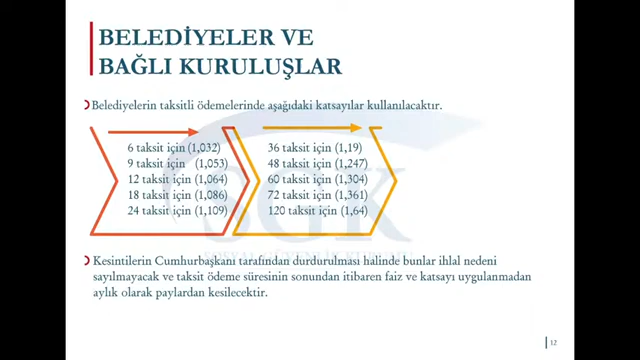 BELEDİYELER VE
BAĞLI KURULUŞLAR
Belediyelerin taksitli ödemelerinde aşağıdaki katsayılar kullanılacaktır.
6 taksit için (1,032)
9 taksit için (1,053)
12 taksit için (1,064)
18 taksit için (1,086)
24 taksit için (1,109)
36 taksit için (1,19)
48 taksit için (1,247)
60 taksit için (1,304)
72 taksit için (1,361)
120 taksit için (1,64)
SGK
Kesintilerin Cumhurbaşkanı tarafından durdurulması halinde bunlar ihlal nedeni
sayılmayacak ve taksit ödeme süresinin sonundan itibaren faiz ve katsayı uygulanmadan
aylık olarak paylardan kesilecektir.
12